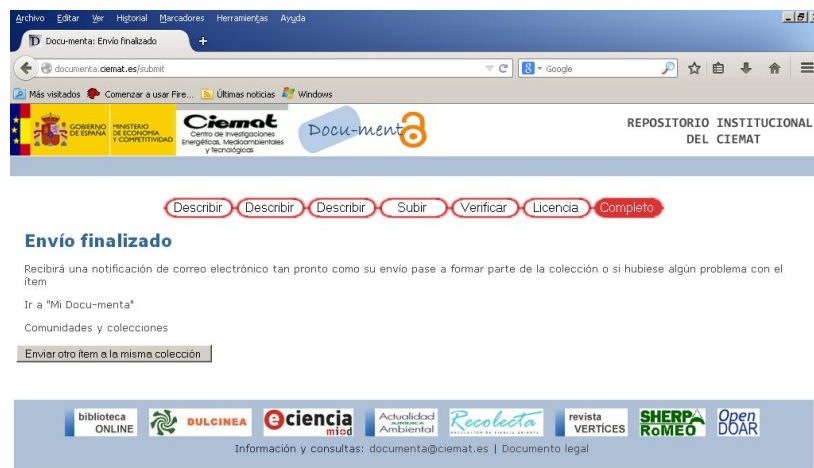 Archivo Editar Ver Historial Marcadores Herramientas Ayuda
Docu-menta: Envío finalizado
documenta.ciemat.es/submit
Google
Más visitados Comenzar a usar Fire... Últimas noticias Windows
GOBIERNO DE ESPAÑA
MINISTERIO DE ECONOMÍA Y COMPETITIVIDAD
Ciemat
Centro de Investigaciones
Energéticas, Medioambientales
y Tecnológicas
Docu-menta
REPOSITORIO INSTITUCIONAL
DEL CIEMAT
Describir Describir Describir Subir Verificar Licencia Completo
Envío finalizado
Recibirá una notificación de correo electrónico tan pronto como su envío pase a formar parte de la colección o si hubiese algún problema con el
ítem
Ir a "Mi Docu-menta"
Comunidades y colecciones
Enviar otro ítem a la misma colección
biblioteca
ONLINE
DULCINEA
eciencia
Actualidad
Jurídica
Ambiental
Recolecta
revista
VERTICES
SHERPA
RoMEO
Open
DOAR
Información y consultas: documenta@ciemat.es | Documento legal